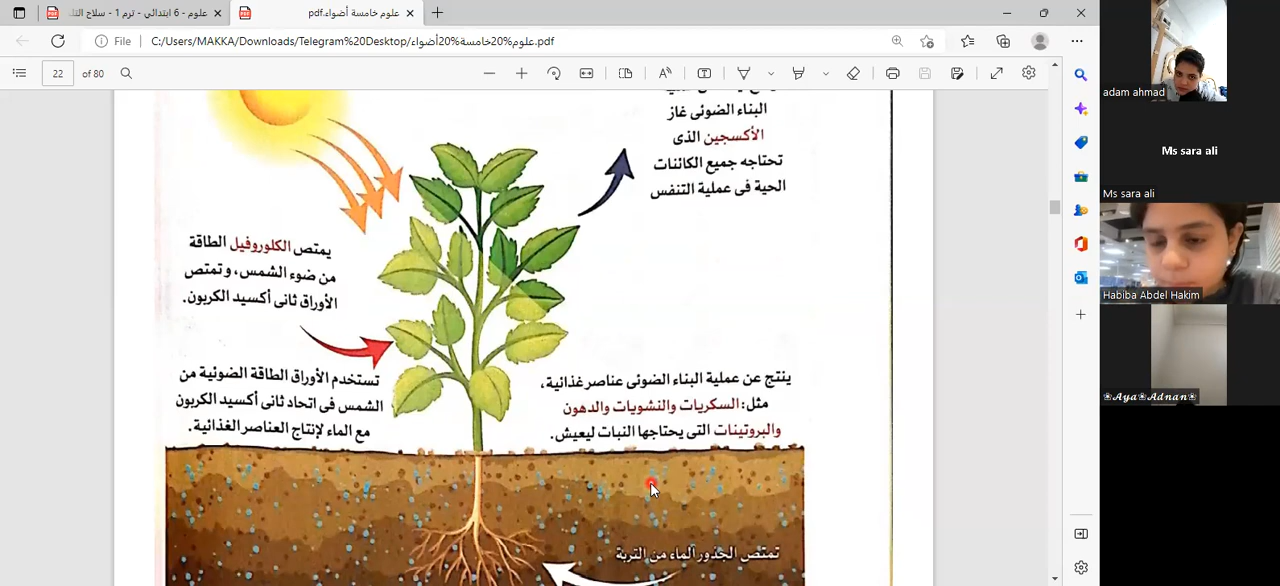 علوم - 6 ابتدائي - ترم 1 - سلاح التل
علوم خامسة أضواء.pdf
File
C:/Users/MAKKA/Downloads/Telegram%20Desktop/علوم%20خامسة%20أضواء.pdf
22
of 80
البناء الضوئى غاز
الأكسجين الذى
تحتاجه جميع الكائنات
الحية فى عملية التنفس
يمتص الكلوروفيل الطاقة
من ضوء الشمس، وتمتص
الأوراق ثانى أكسيد الكربون.
تستخدم الأوراق الطاقة الضوئية من
الشمس فى اتحاد ثانى أكسيد الكربون
مع الماء لإنتاج العناصر الغذائية.
ينتج عن عملية البناء الضوئى عناصر غذائية،
مثل: السكريات والنشويات والدهون
والبروتينات التى يحتاجها النبات ليعيش.
تمتص الجذور الماء من التربة
adam ahmad
Ms sara ali
Ms sara ali
Habiba Abdel Hakim
❀𝓐𝔂𝓪❀𝓐𝓭𝓷𝓪𝓷❀